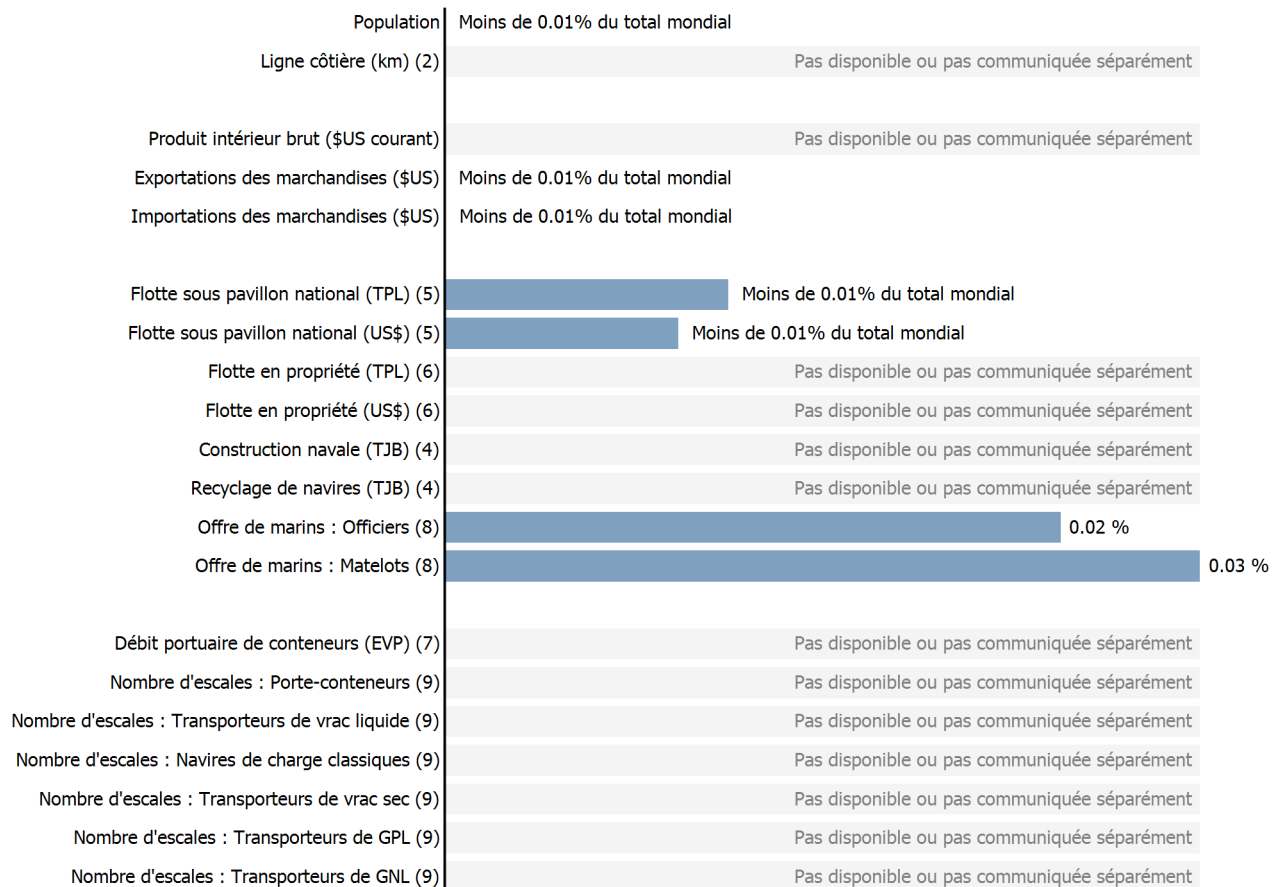 Population Moins de 0.01% du total mondial
Ligne côtière (km) (2) Pas disponible ou pas communiquée séparément
Produit intérieur brut ($US courant) Pas disponible ou pas communiquée séparément
Exportations des marchandises ($US) Moins de 0.01% du total mondial
Importations des marchandises ($US) Moins de 0.01% du total mondial
Flotte sous pavillon national (TPL) (5) Moins de 0.01% du total mondial
Flotte sous pavillon national (US$) (5) Moins de 0.01% du total mondial
Flotte en propriété (TPL) (6) Pas disponible ou pas communiquée séparément
Flotte en propriété (US$) (6) Pas disponible ou pas communiquée séparément
Construction navale (TJB) (4) Pas disponible ou pas communiquée séparément
Recyclage de navires (TJB) (4) Pas disponible ou pas communiquée séparément
Offre de marins : Officiers (8) 0.02 %
Offre de marins : Matelots (8) 0.03 %
Débit portuaire de conteneurs (EVP) (7) Pas disponible ou pas communiquée séparément
Nombre d'escales : Porte-conteneurs (9) Pas disponible ou pas communiquée séparément
Nombre d'escales : Transporteurs de vrac liquide (9) Pas disponible ou pas communiquée séparément
Nombre d'escales : Navires de charge classiques (9) Pas disponible ou pas communiquée séparément
Nombre d'escales : Transporteurs de vrac sec (9) Pas disponible ou pas communiquée séparément
Nombre d'escales : Transporteurs de GPL (9) Pas disponible ou pas communiquée séparément
Nombre d'escales : Transporteurs de GNL (9) Pas disponible ou pas communiquée séparément